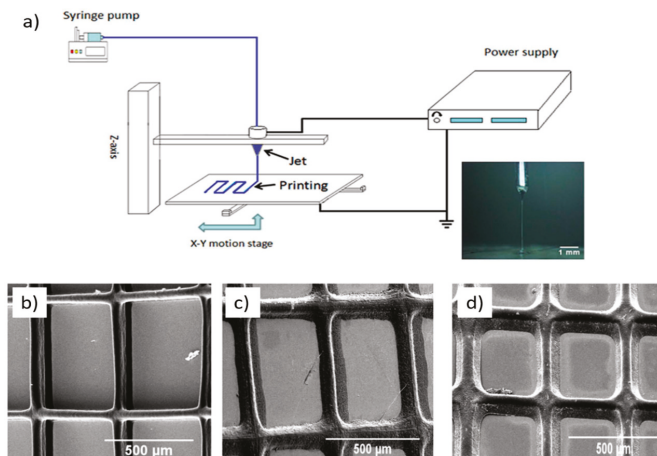 a)
Syringe pump
Power supply
Z-axis
Jet
Printing
X-Y motion stage
1 mm
b)
c)
d)
500 µm
500 µm
500 µm